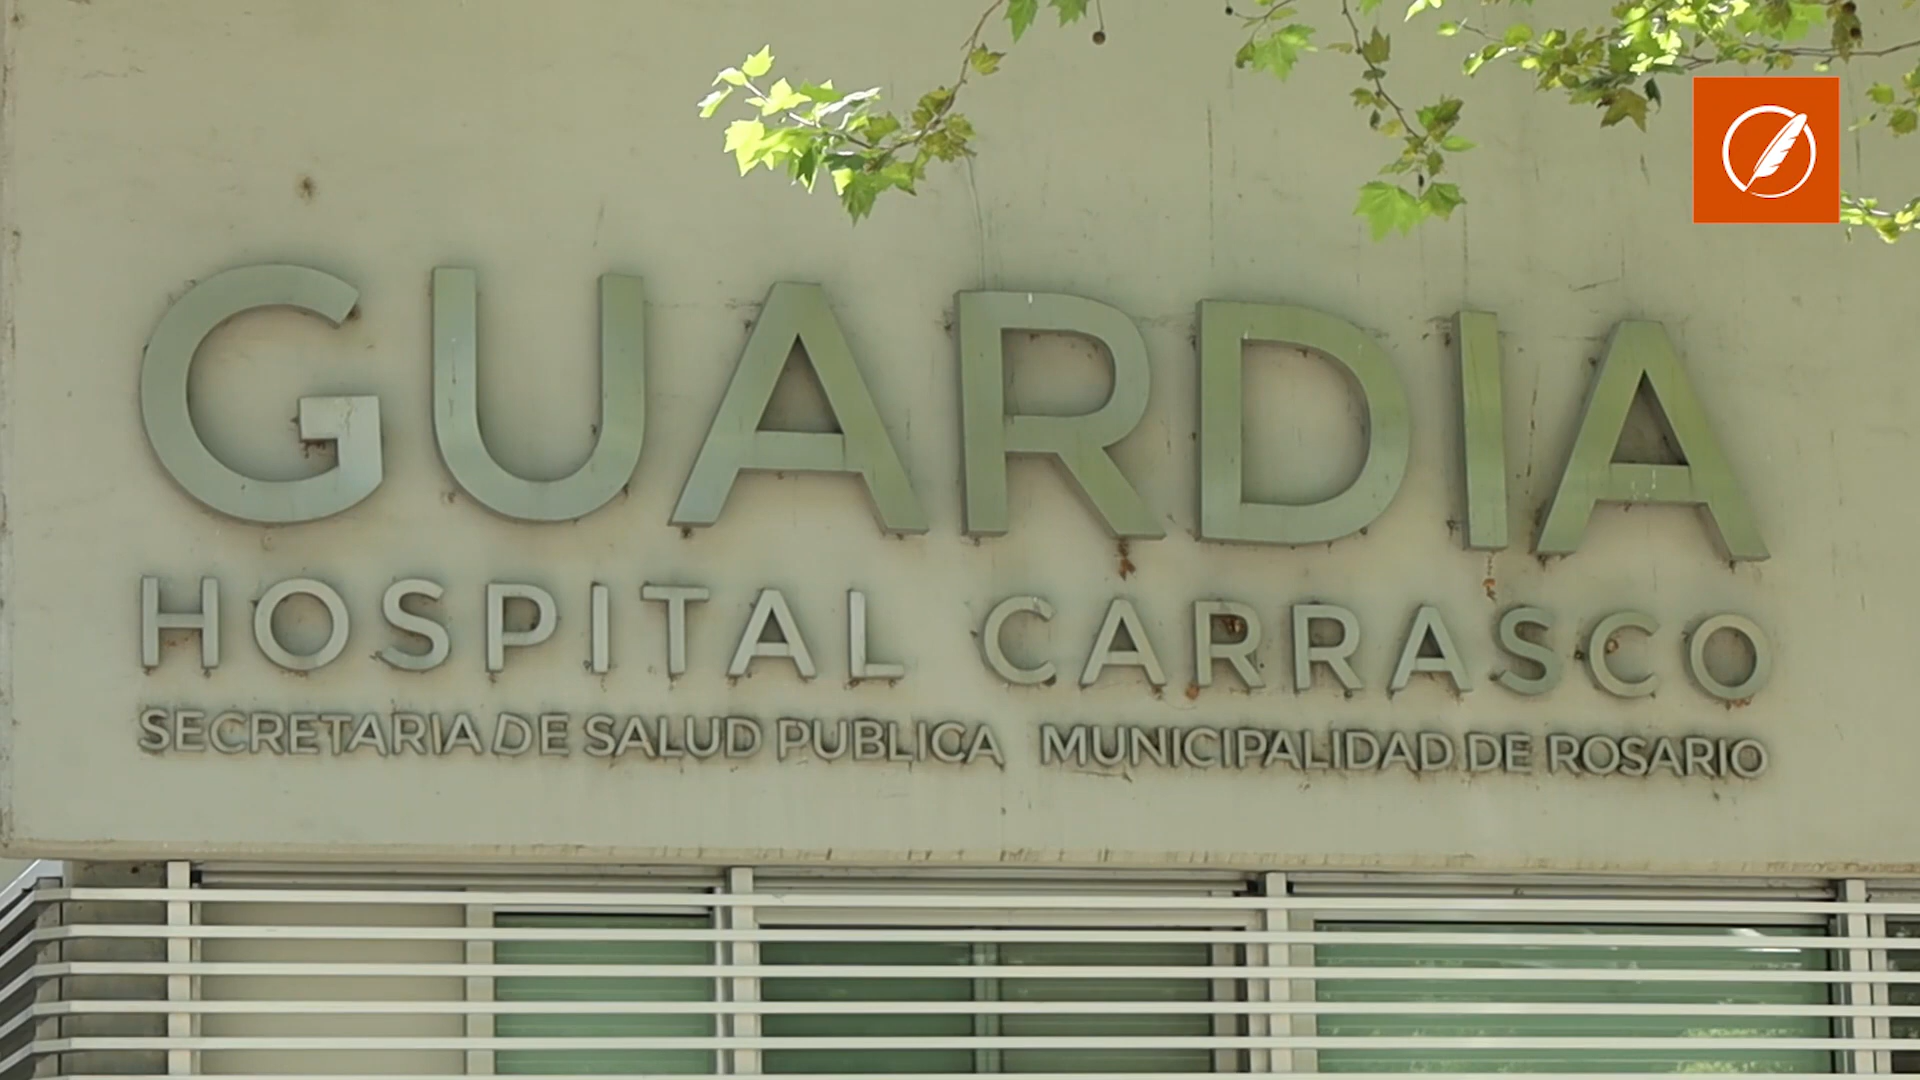 GUARDIA
HOSPITAL CARRASCO
SECRETARIA DE SALUD PUBLICA MUNICIPALIDAD DE ROSARIO